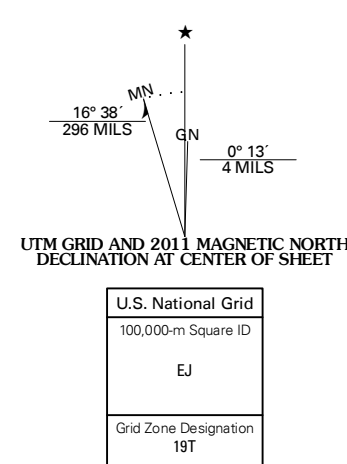 ★
MN
16° 38´
296 MILS
GN
0° 13´
4 MILS
UTM GRID AND 2011 MAGNETIC NORTH
DECLINATION AT CENTER OF SHEET
U.S. National Grid
100,000-m Square ID
EJ
Grid Zone Designation
19T